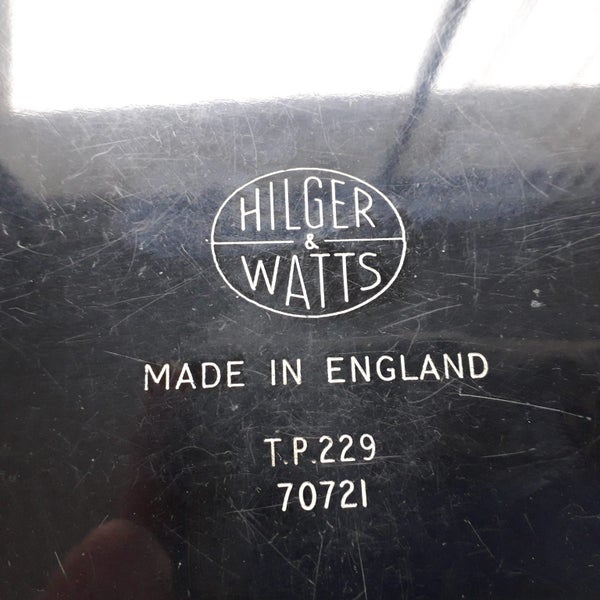 HILGER
&
WATTS
MADE IN ENGLAND
T.P.229
70721